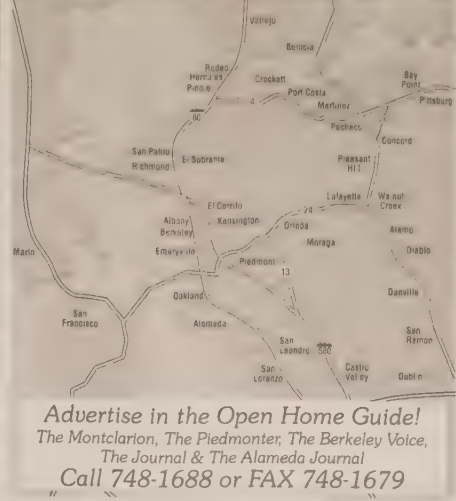 Vallejo
Benicia
Rodeo
Hercules
Pinole
Crockett
Port Costa
Martinez
Bay
Point
Pittsburg
4
80
Pacheco
Concord
San Pablo
Richmond
El Sobrante
Pleasant
Hill
El Cerrito
Lafayette
Walnut
Creek
24
Albany
Kensington
Berkeley
Orinda
Moraga
Alamo
Marin
Emeryville
Piedmont
Diablo
13
Oakland
Danville
San
Francisco
Alameda
San
Leandro
580
San
Ramon
San
Lorenzo
Castro
Valley
Dublin
Advertise in the Open Home Guide!
The Montclarion, The Piedmonter, The Berkeley Voice,
The Journal & The Alameda Journal
Call 748-1688 or FAX 748-1679